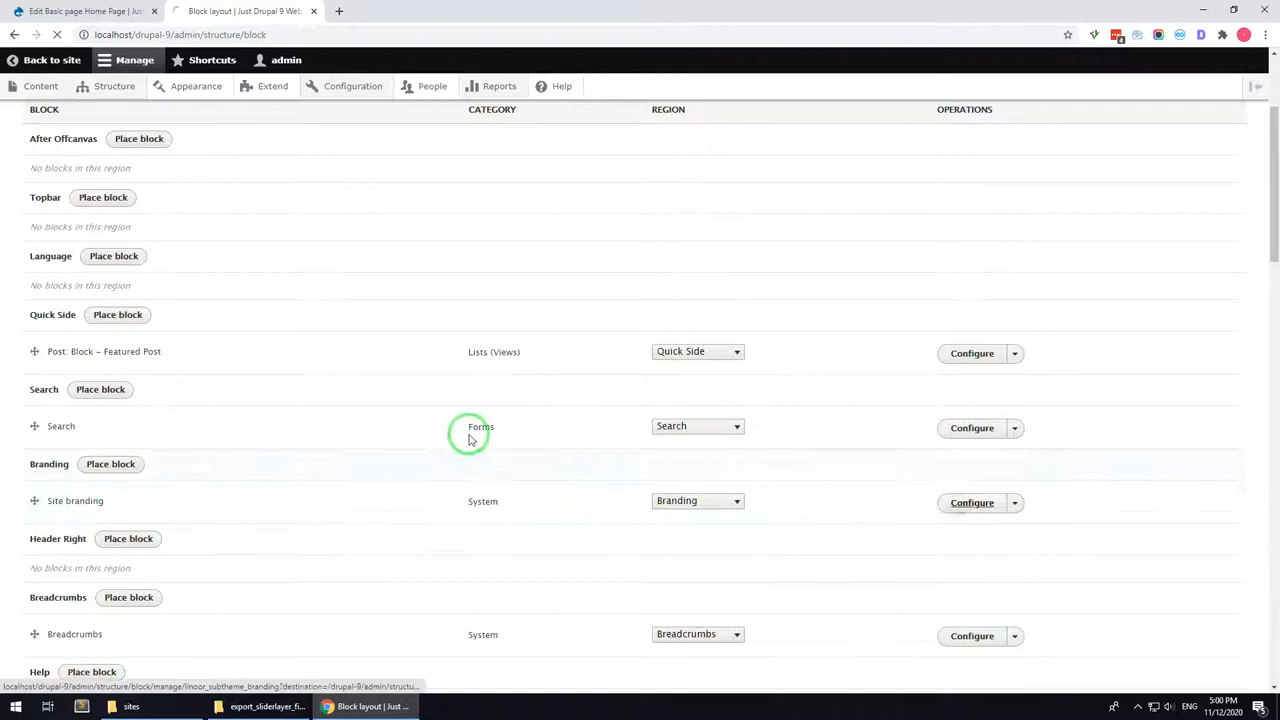 Edit Basic page Home Page | Jus
Block layout | Just Drupal 9 Web
localhost/drupal-9/admin/structure/block
Back to site
Manage
Shortcuts
admin
Content
Structure
Appearance
Extend
Configuration
People
Reports
Help
BLOCK
CATEGORY
REGION
OPERATIONS
After Offcanvas
Place block
No blocks in this region
Topbar
Place block
No blocks in this region
Language
Place block
No blocks in this region
Quick Side
Place block
Post: Block – Featured Post
Lists (Views)
Quick Side
Configure
Search
Place block
Search
Forms
Search
Configure
Branding
Place block
Site branding
System
Branding
Configure
Header Right
Place block
No blocks in this region
Breadcrumbs
Place block
Breadcrumbs
System
Breadcrumbs
Configure
Help
Place block
localhost/drupal-9/admin/structure/block/manage/linoor_subtheme_branding?destination=/drupal-9/admin/structu...
sites
export_sliderlayer_fi...
Block layout | Just ...
ENG
5:00 PM
11/12/2020